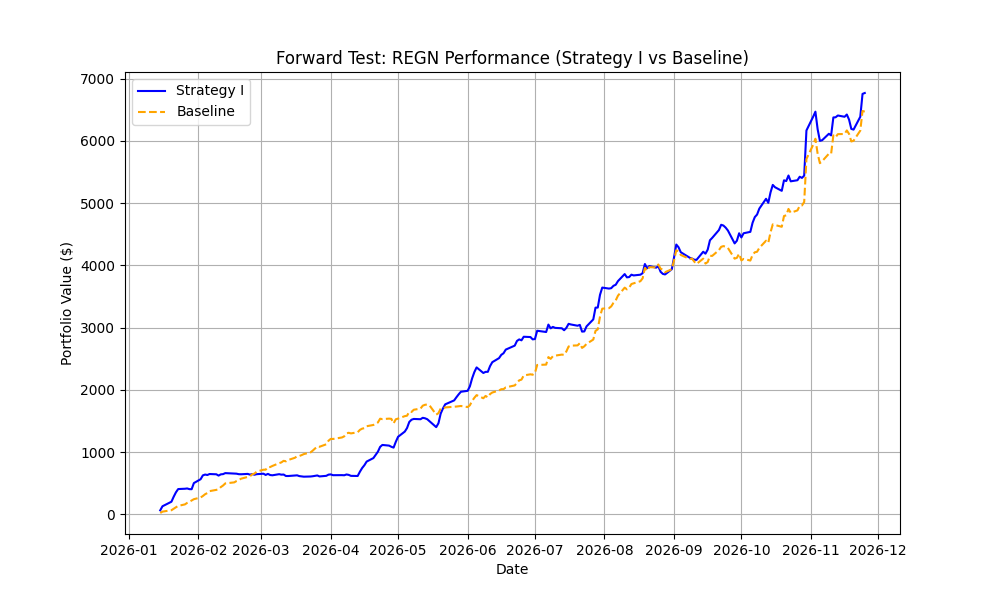 Forward Test: REGN Performance (Strategy I vs Baseline)
Strategy I
Baseline
Portfolio Value ($)
7000
6000
5000
4000
3000
2000
1000
0
2026-01 2026-02 2026-03 2026-04 2026-05 2026-06 2026-07 2026-08 2026-09 2026-10 2026-11 2026-12
Date